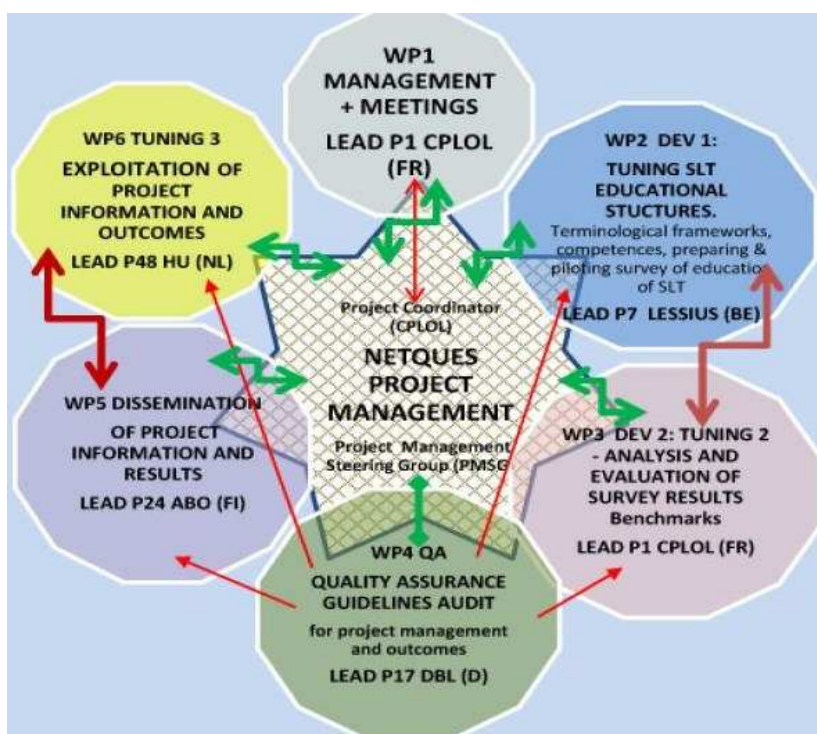 WP1
MANAGEMENT
+ MEETINGS
LEAD P1 CPLOL
(FR)
WP6 TUNING 3
EXPLOITATION OF
PROJECT
INFORMATION AND
OUTCOMES
LEAD P48 HU (NL)
WP2 DEV 1:
TUNING SLT
EDUCATIONAL
STUCTURES.
Terminological frameworks,
competences, preparing &
piloting survey of educatio
of SLT
LEAD P7 LESSIUS (BE)
Project Coordinator
(CPLOL)
NETQUES
PROJECT
MANAGEMENT
Project Management
Steering Group (PMSG
WP5 DISSEMINATION
OF PROJECT
INFORMATION AND
RESULTS
LEAD P24 ABO (FI)
WP3 DEV 2: TUNING 2
- ANALYSIS AND
EVALUATION OF
SURVEY RESULTS
Benchmarks
LEAD P1 CPLOL (FR)
WP4 QA
QUALITY ASSURANCE
GUIDELINES AUDIT
for project management
and outcomes
LEAD P17 DBL (D)